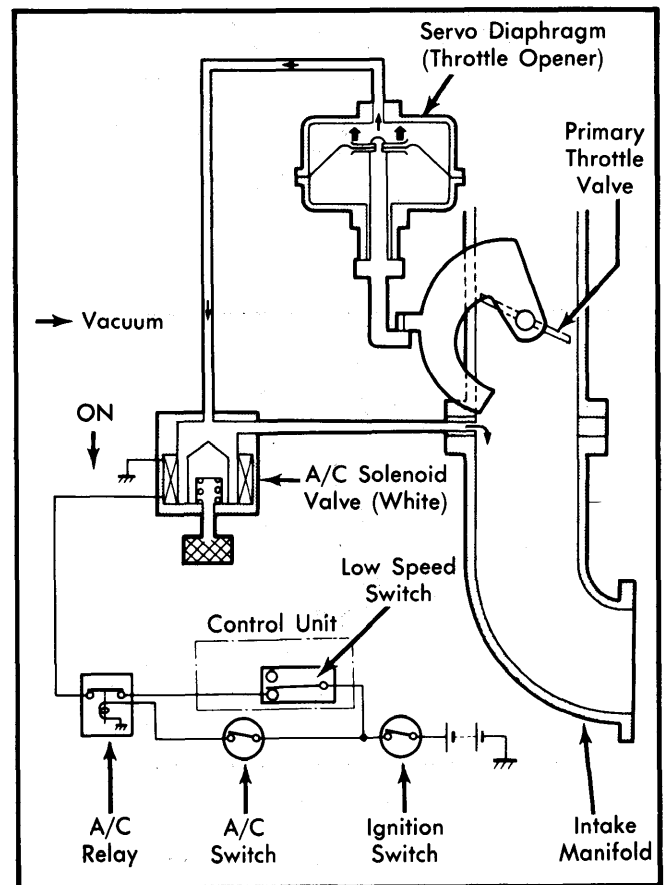 Servo Diaphragm
(Throttle Opener)
Primary
Throttle
Valve
Vacuum
ON
A/C Solenoid
Valve (White)
Low Speed
Switch
Control Unit
A/C
Relay
A/C
Switch
Ignition
Switch
Intake
Manifold